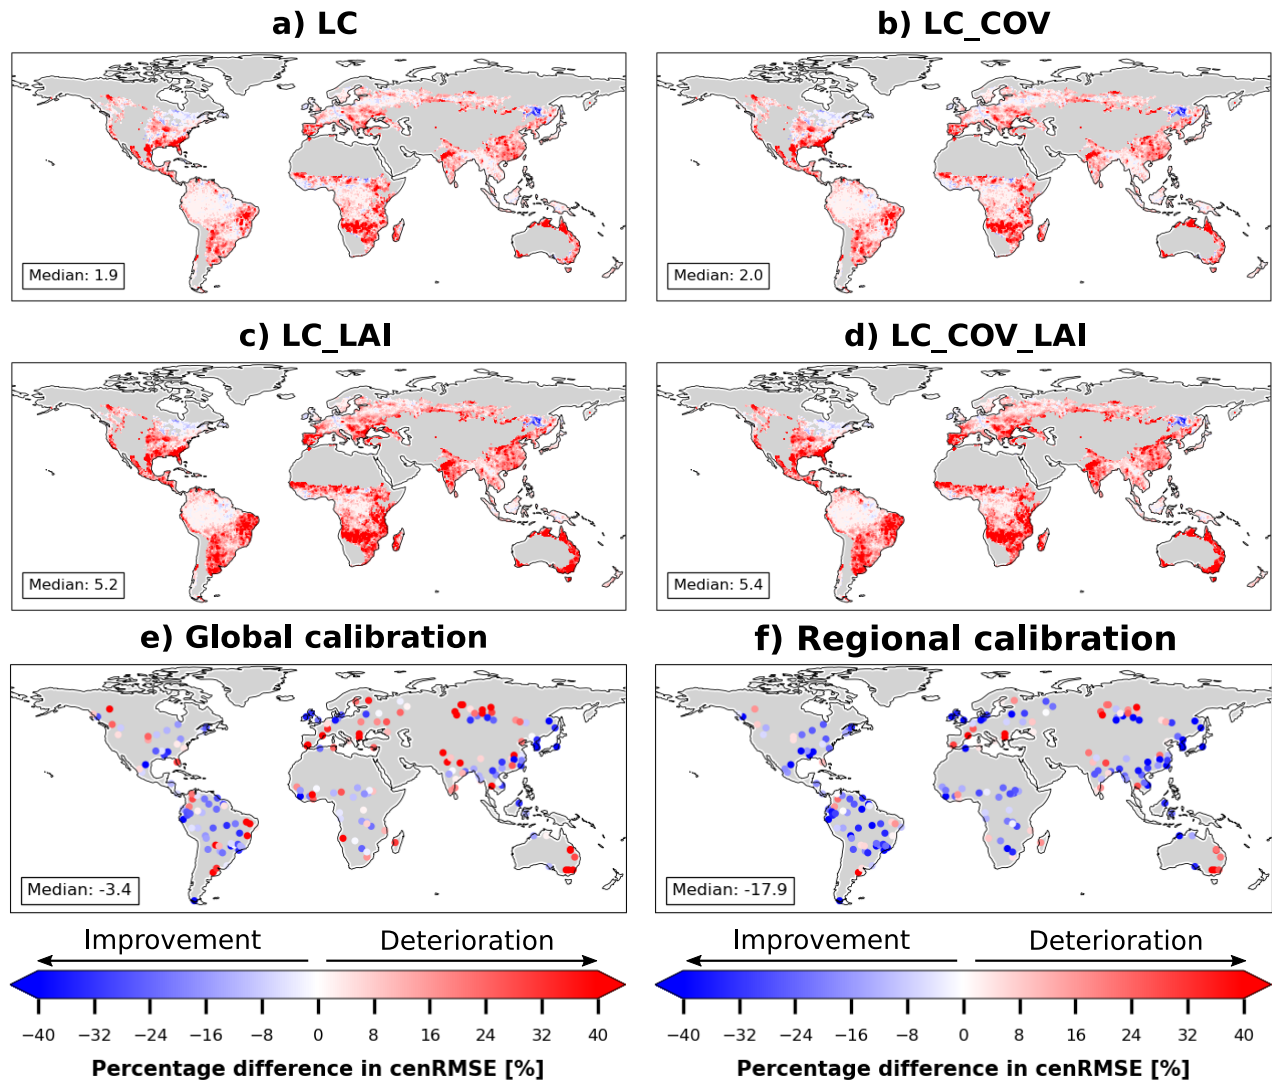 a) LC
b) LC_COV
Median: 1.9
Median: 2.0
c) LC_LAI
d) LC_COV_LAI
Median: 5.2
Median: 5.4
e) Global calibration
f) Regional calibration
Median: -3.4
Median: -17.9
Improvement Deterioration
Improvement Deterioration
−40 −32 −24 −16 −8 0 8 16 24 32 40
−40 −32 −24 −16 −8 0 8 16 24 32 40
Percentage difference in cenRMSE [%]
Percentage difference in cenRMSE [%]